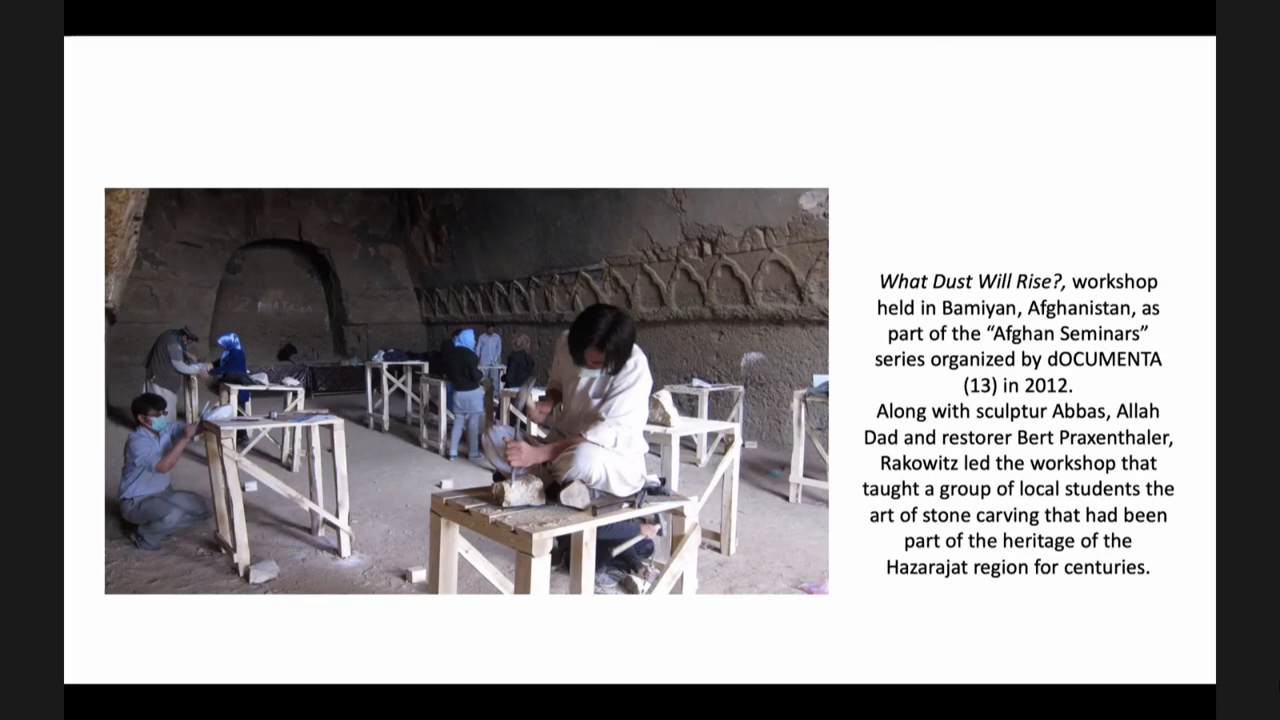 What Dust Will Rise?, workshop
held in Bamiyan, Afghanistan, as
part of the “Afghan Seminars”
series organized by dOCUMENTA
(13) in 2012.
Along with sculptur Abbas, Allah
Dad and restorer Bert Praxenthaler,
Rakowitz led the workshop that
taught a group of local students the
art of stone carving that had been
part of the heritage of the
Hazarajat region for centuries.